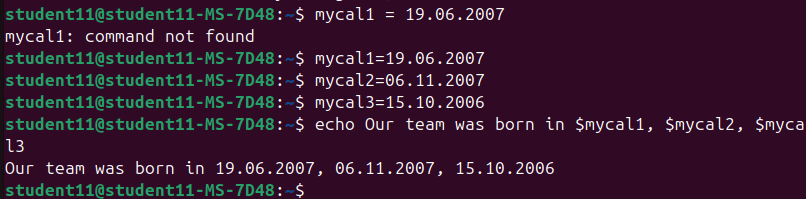 student11@student11-MS-7D48:~$ mycal1 = 19.06.2007
mycal1: command not found
student11@student11-MS-7D48:~$ mycal1=19.06.2007
student11@student11-MS-7D48:~$ mycal2=06.11.2007
student11@student11-MS-7D48:~$ mycal3=15.10.2006
student11@student11-MS-7D48:~$ echo Our team was born in $mycal1, $mycal2, $myca
l3
Our team was born in 19.06.2007, 06.11.2007, 15.10.2006
student11@student11-MS-7D48:~$